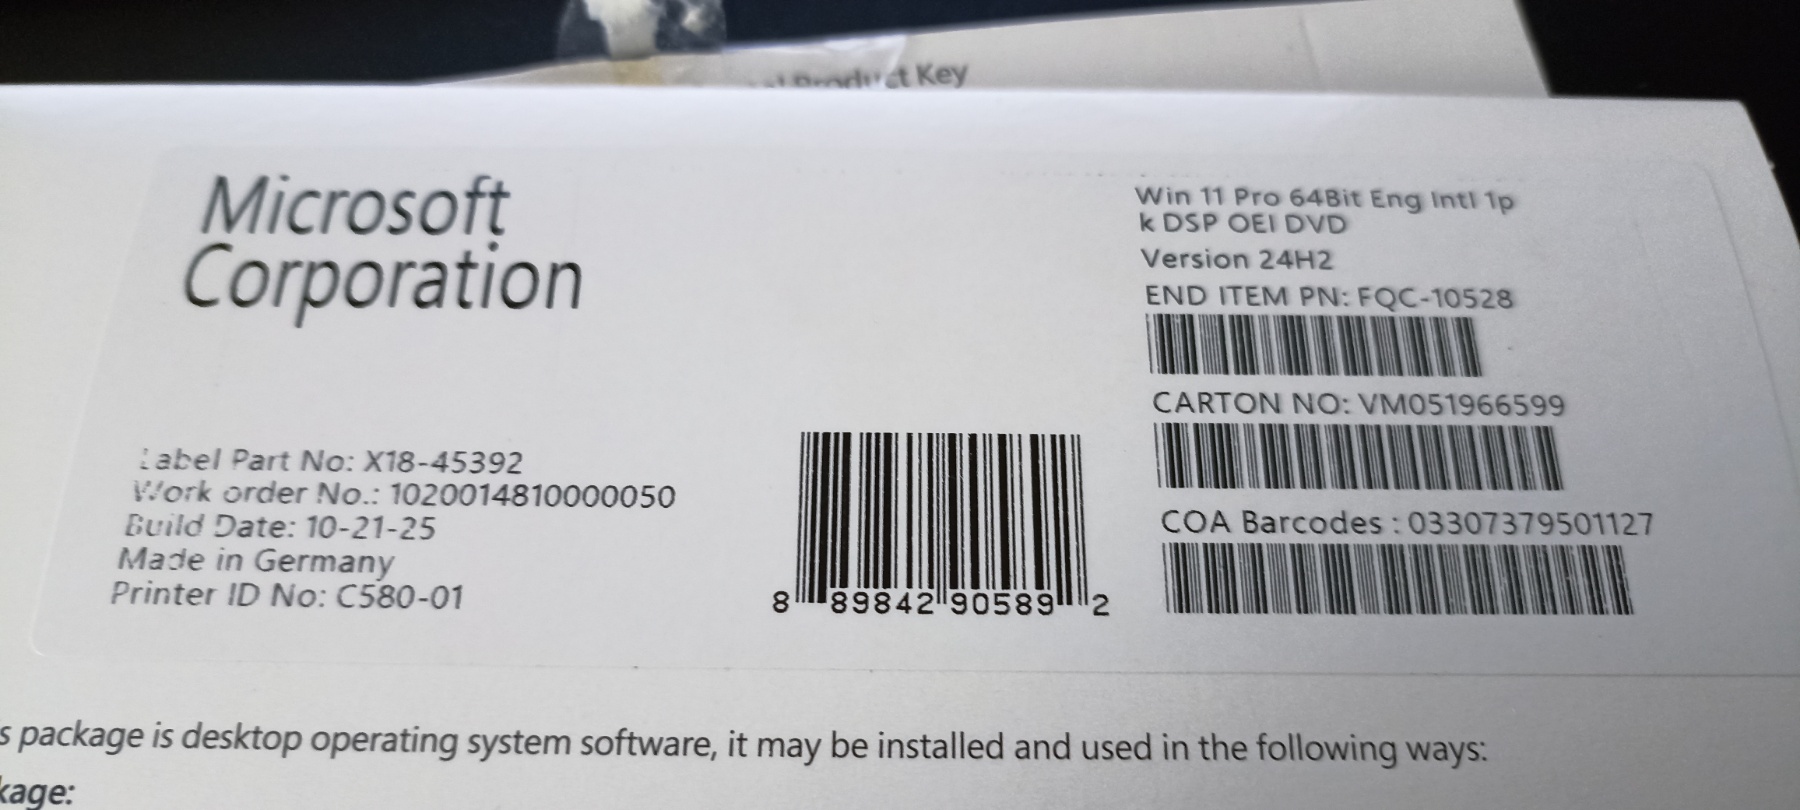 Product Key
Microsoft
Corporation
Win 11 Pro 64Bit Eng Intl 1p
k DSP OEI DVD
Version 24H2
END ITEM PN: FQC-10528
CARTON NO: VM051966599
COA Barcodes : 03307379501127
Label Part No: X18-45392
Work order No.: 1020014810000050
Build Date: 10-21-25
Made in Germany
Printer ID No: C580-01
8 89842 90589 2
s package is desktop operating system software, it may be installed and used in the following ways:
kage: